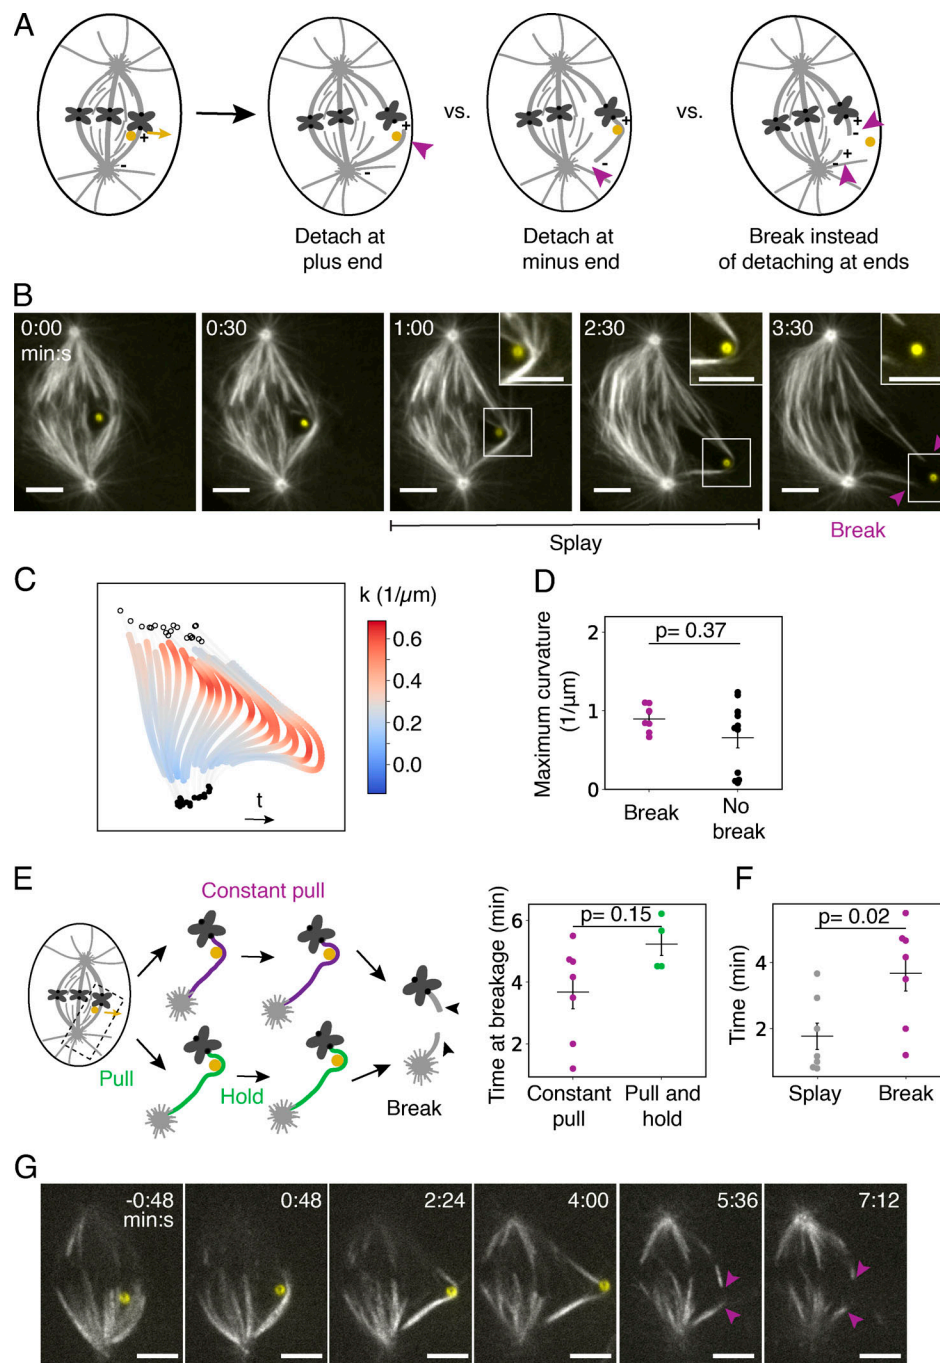 A
+
-
vs.
+
-
vs.
+
-
+
-
+
-
Detach at
plus end
Detach at
minus end
Break instead
of detaching at ends
B
0:00
min:s
0:30
1:00
2:30
3:30
Splay
Break
C
k (1/µm)
0.6
0.4
0.2
0.0
t
D
Maximum curvature
(1/µm)
2
1
0
p= 0.37
Break
No
break
E
Constant pull
Pull
Hold
Break
Time at breakage (min)
6
4
2
p= 0.15
Constant
pull
Pull and
hold
F
Time (min)
4
2
p= 0.02
Splay
Break
G
-0:48
min:s
0:48
2:24
4:00
5:36
7:12